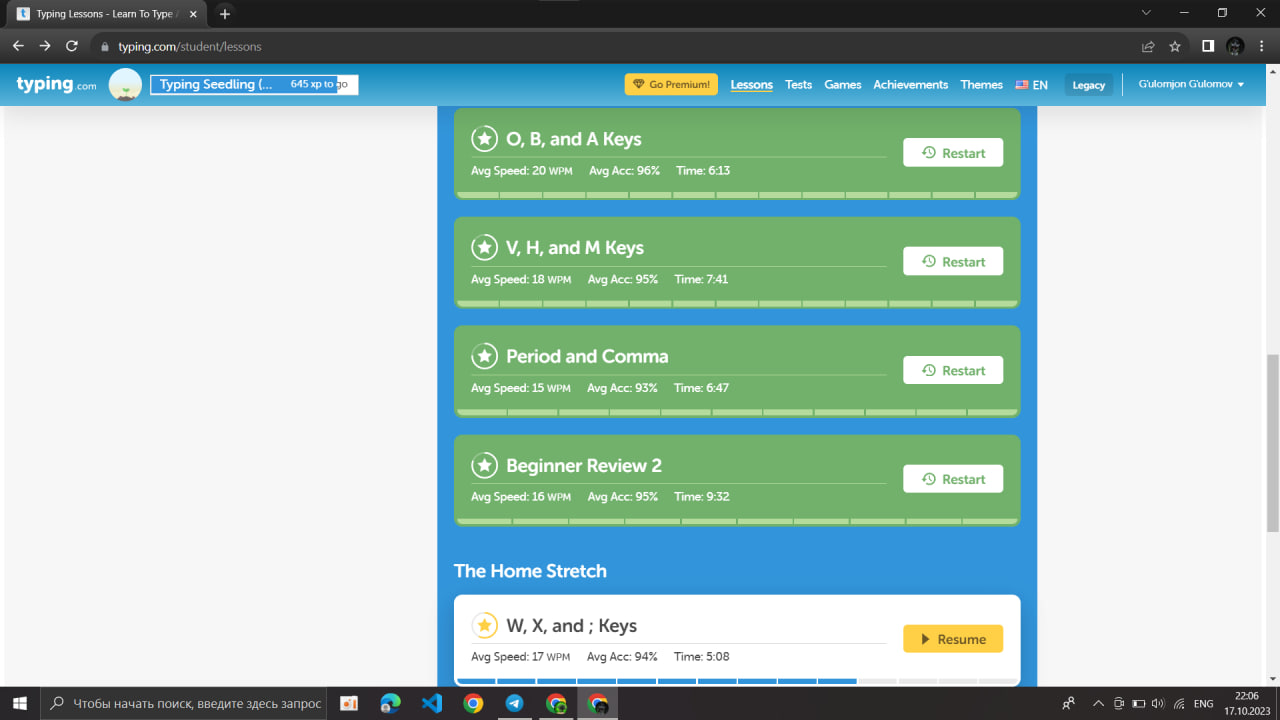 Typing Lessons - Learn To Type
typing.com/student/lessons
typing.com
Typing Seedling (... 645 xp to go
Go Premium!
Lessons Tests Games Achievements Themes EN Legacy G'ulomjon G'ulomov
O, B, and A Keys
Restart
Avg Speed: 20 WPM Avg Acc: 96% Time: 6:13
V, H, and M Keys
Restart
Avg Speed: 18 WPM Avg Acc: 95% Time: 7:41
Period and Comma
Restart
Avg Speed: 15 WPM Avg Acc: 93% Time: 6:47
Beginner Review 2
Restart
Avg Speed: 16 WPM Avg Acc: 95% Time: 9:32
The Home Stretch
W, X, and ; Keys
Resume
Avg Speed: 17 WPM Avg Acc: 94% Time: 5:08
Чтобы начать поиск, введите здесь запрос
ENG
22:06
17.10.2023